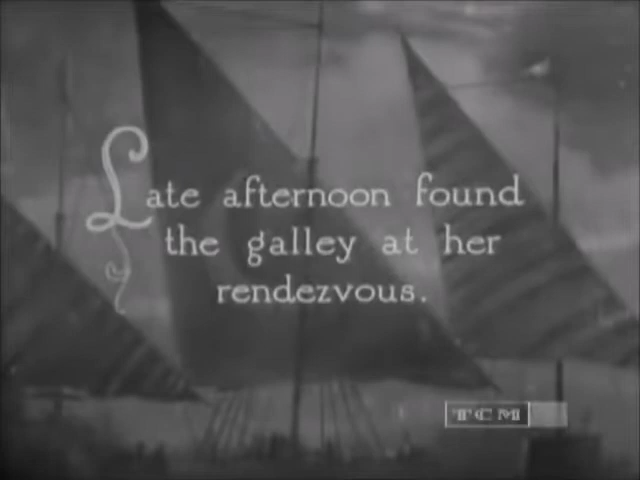 Late afternoon found
the galley at her
rendezvous.
TCM